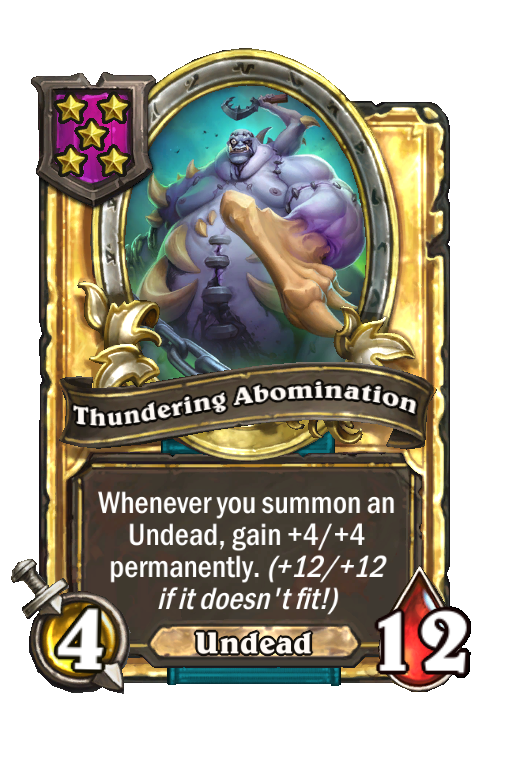 Thundering Abomination
Whenever you summon an
Undead, gain +4/+4
permanently. (+12/+12
if it doesn't fit!)
4
Undead
12